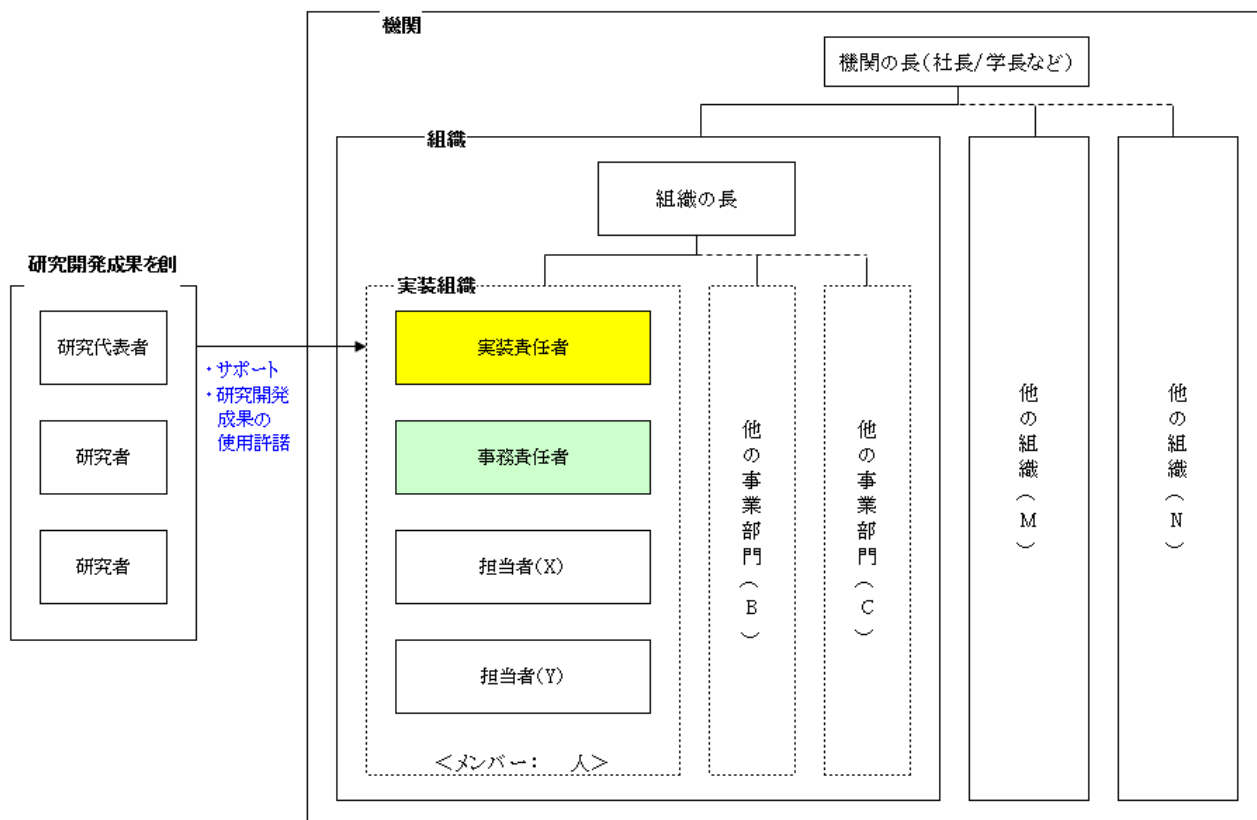 機関
機関の長(社長/学長など)
組織
組織の長
研究開発成果を創
研究代表者
研究者
研究者
・サポート
・研究開発
成果の
使用許諾
実装組織
実装責任者
事務責任者
担当者(X)
担当者(Y)
＜メンバー：　　人＞
他の事業部門(B)
他の事業部門(C)
他の組織(M)
他の組織(N)